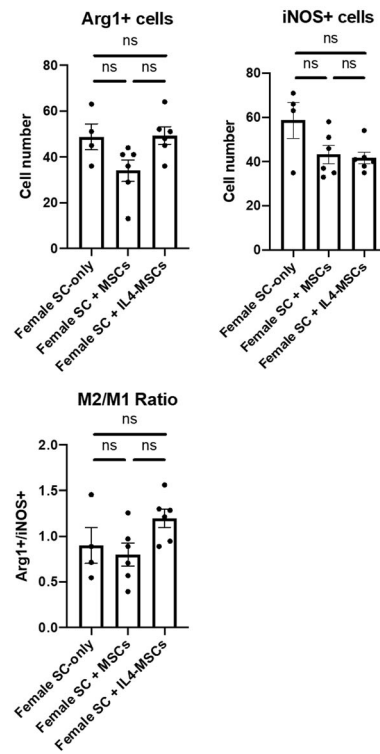 Arg1+ cells
ns
ns
ns
Cell number
80
60
40
20
0
Female SC-only
Female SC + MSCs
Female SC + IL4-MSCs
iNOS+ cells
ns
ns
ns
Cell number
80
60
40
20
0
Female SC-only
Female SC + MSCs
Female SC + IL4-MSCs
M2/M1 Ratio
ns
ns
ns
Arg1+/iNOS+
2.0
1.5
1.0
0.5
0.0
Female SC-only
Female SC + MSCs
Female SC + IL4-MSCs